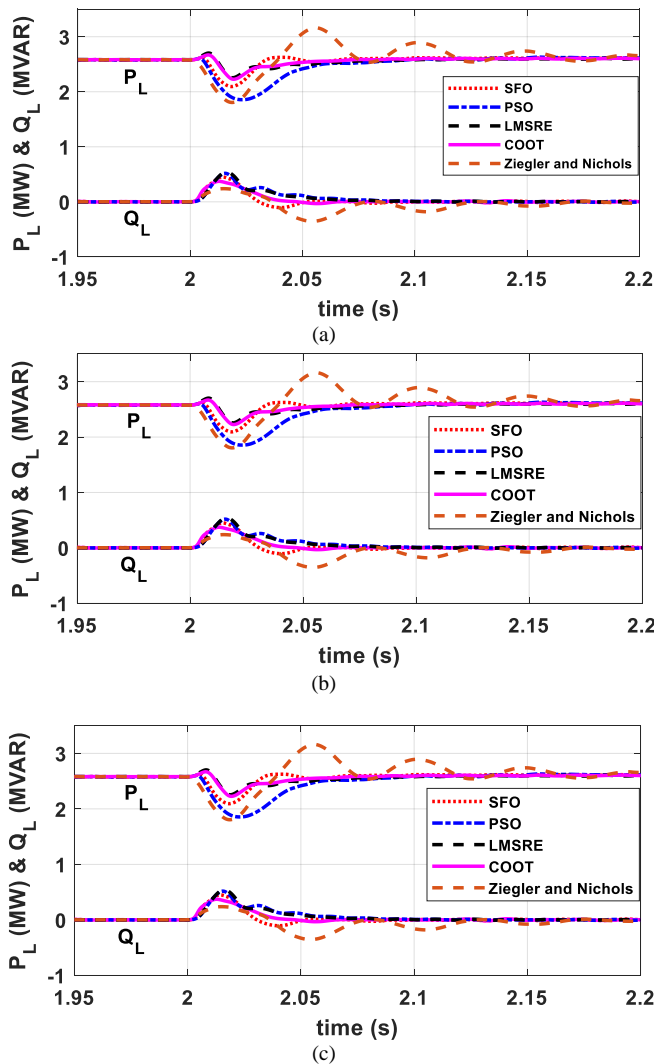 P_L (MW) & Q_L (MVAR)
3
2
1
0
-1
P_L
Q_L
SFO
PSO
LMSRE
COOT
Ziegler and Nichols
1.95
2
2.05
2.1
2.15
2.2
time (s)
(a)
P_L (MW) & Q_L (MVAR)
3
2
1
0
-1
P_L
Q_L
SFO
PSO
LMSRE
COOT
Ziegler and Nichols
1.95
2
2.05
2.1
2.15
2.2
time (s)
(b)
P_L (MW) & Q_L (MVAR)
3
2
1
0
-1
P_L
Q_L
SFO
PSO
LMSRE
COOT
Ziegler and Nichols
1.95
2
2.05
2.1
2.15
2.2
time (s)
(c)